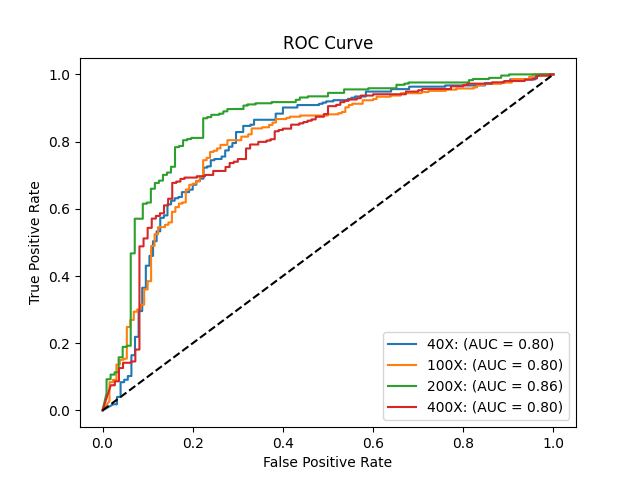 ROC Curve
True Positive Rate
1.0
0.8
0.6
0.4
0.2
0.0
40X: (AUC = 0.80)
100X: (AUC = 0.80)
200X: (AUC = 0.86)
400X: (AUC = 0.80)
0.0 0.2 0.4 0.6 0.8 1.0
False Positive Rate